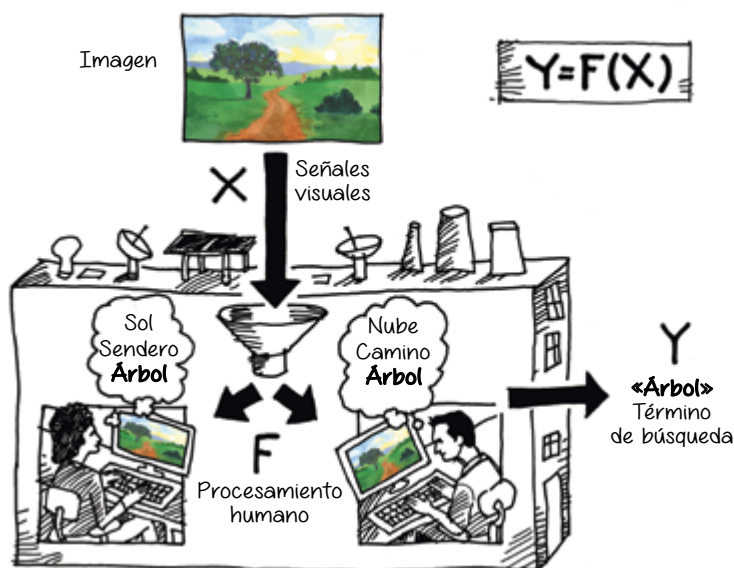 Imagen
Y=F(X)
X
Señales
visuales
Sol
Sendero
Árbol
Nube
Camino
Árbol
F
Procesamiento
humano
Y
«Árbol»
Término
de búsqueda